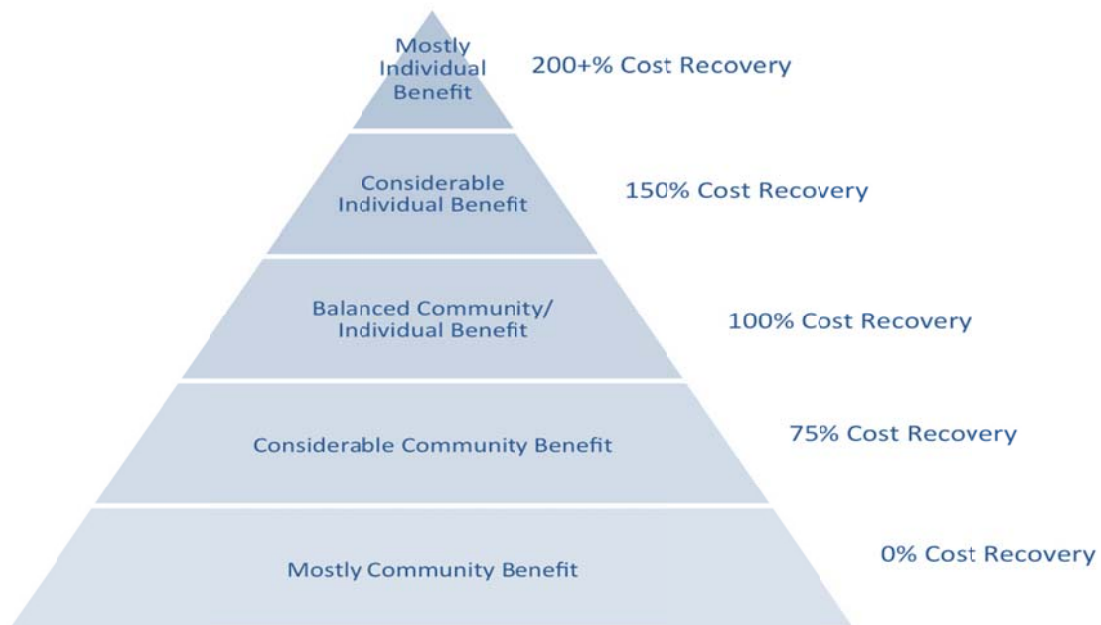 Mostly
Individual
Benefit
200+% Cost Recovery
Considerable
Individual Benefit
150% Cost Recovery
Balanced Community/
Individual Benefit
100% Cost Recovery
Considerable Community Benefit
75% Cost Recovery
Mostly Community Benefit
0% Cost Recovery